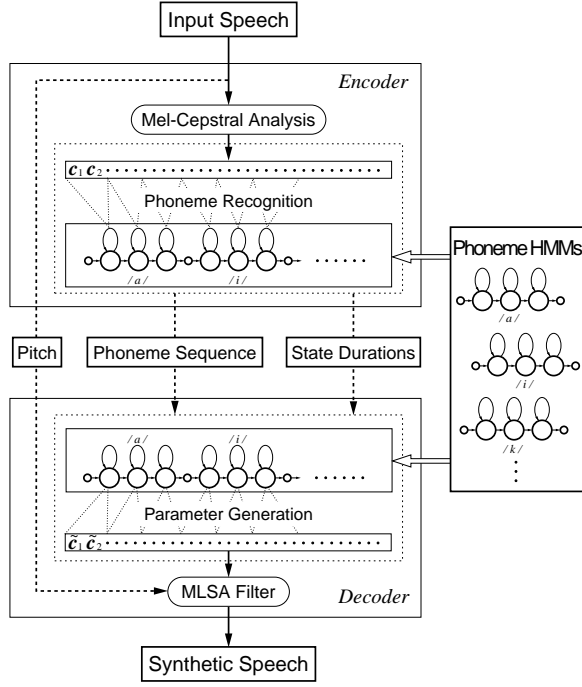 Input Speech
Encoder
Mel-Cepstral Analysis
c₁ c₂
Phoneme Recognition
/a/ /i/
Pitch
Phoneme Sequence
State Durations
/a/ /i/
Parameter Generation
c̃₁ c̃₂
MLSA Filter
Decoder
Synthetic Speech
Phoneme HMMs
/a/
/i/
/k/